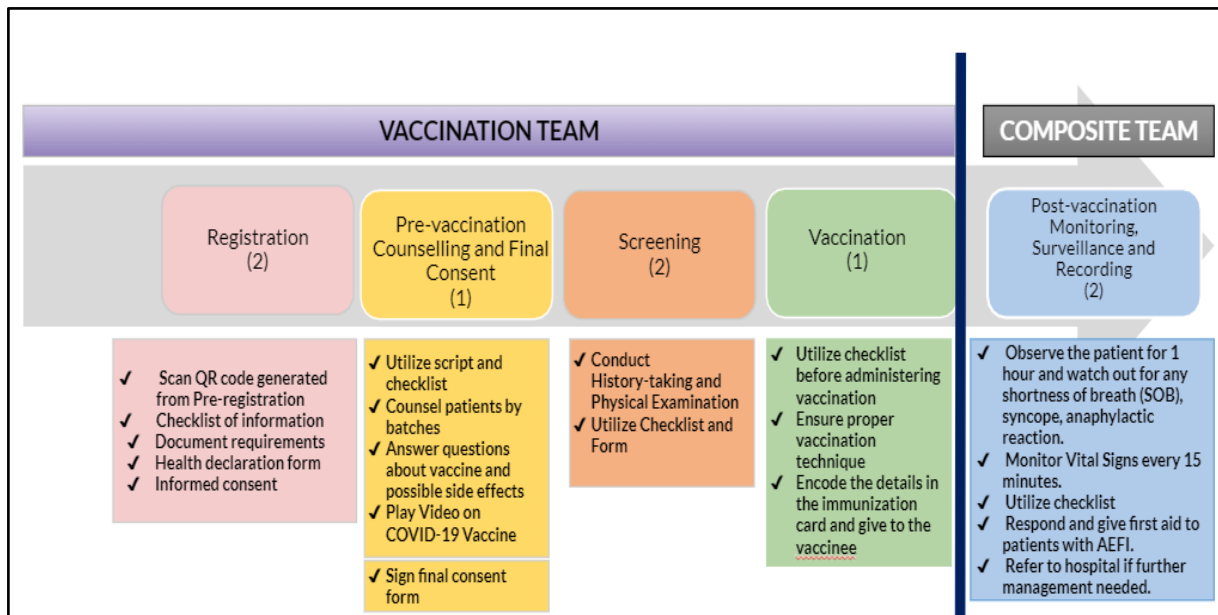 VACCINATION TEAM
COMPOSITE TEAM
Registration
(2)
Pre-vaccination
Counselling and Final
Consent
(1)
Screening
(2)
Vaccination
(1)
Post-vaccination
Monitoring,
Surveillance and
Recording
(2)
✓ Scan QR code generated
from Pre-registration
✓ Checklist of information
✓ Document requirements
✓ Health declaration form
✓ Informed consent
✓ Utilize script and
checklist
✓ Counsel patients by
batches
✓ Answer questions
about vaccine and
possible side effects
✓ Play Video on
COVID-19 Vaccine
✓ Sign final consent
form
✓ Conduct
History-taking and
Physical Examination
✓ Utilize Checklist and
Form
✓ Utilize checklist
before administering
vaccination
✓ Ensure proper
vaccination
technique
✓ Encode the details in
the immunization
card and give to the
vaccinee
✓ Observe the patient for 1
hour and watch out for any
shortness of breath (SOB),
syncope, anaphylactic
reaction.
✓ Monitor Vital Signs every 15
minutes.
✓ Utilize checklist
✓ Respond and give first aid to
patients with AEFI.
✓ Refer to hospital if further
management needed.